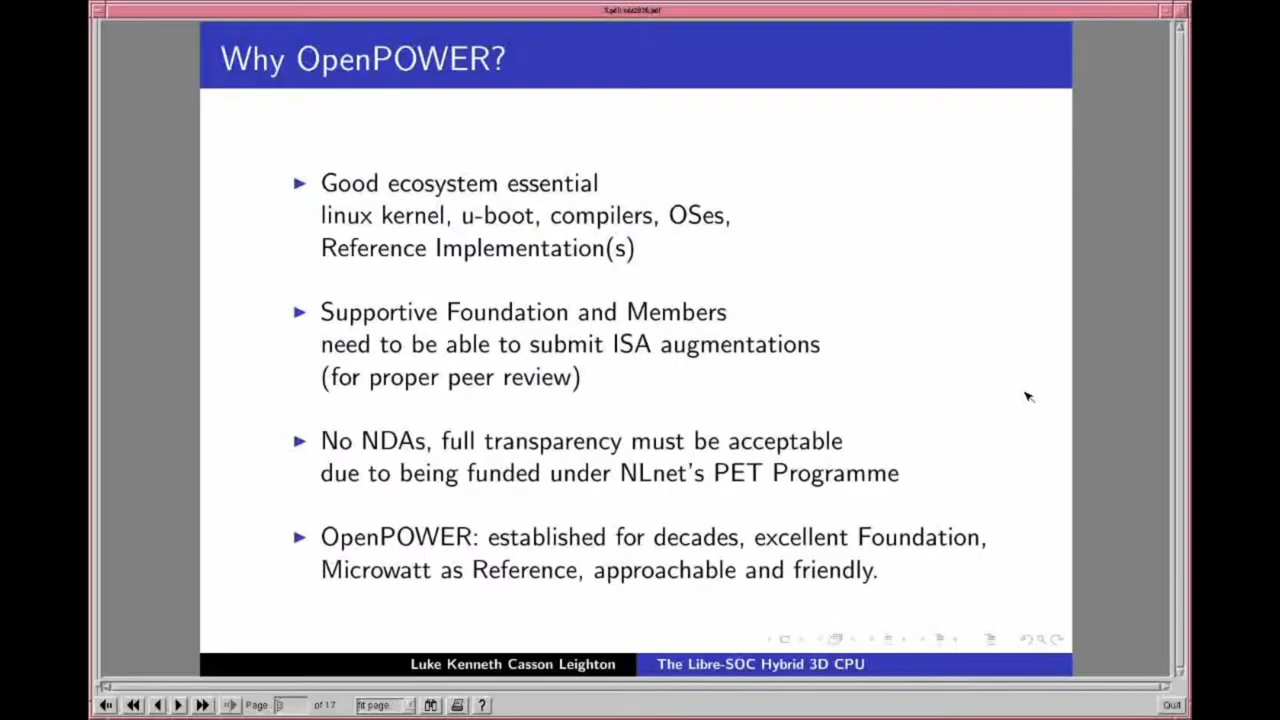 Why OpenPOWER?
Good ecosystem essential
linux kernel, u-boot, compilers, OSes,
Reference Implementation(s)
Supportive Foundation and Members
need to be able to submit ISA augmentations
(for proper peer review)
No NDAs, full transparency must be acceptable
due to being funded under NLnet's PET Programme
OpenPOWER: established for decades, excellent Foundation,
Microwatt as Reference, approachable and friendly.
Luke Kenneth Casson Leighton
The Libre-SOC Hybrid 3D CPU
Page
of 17
fit page
?
Quit